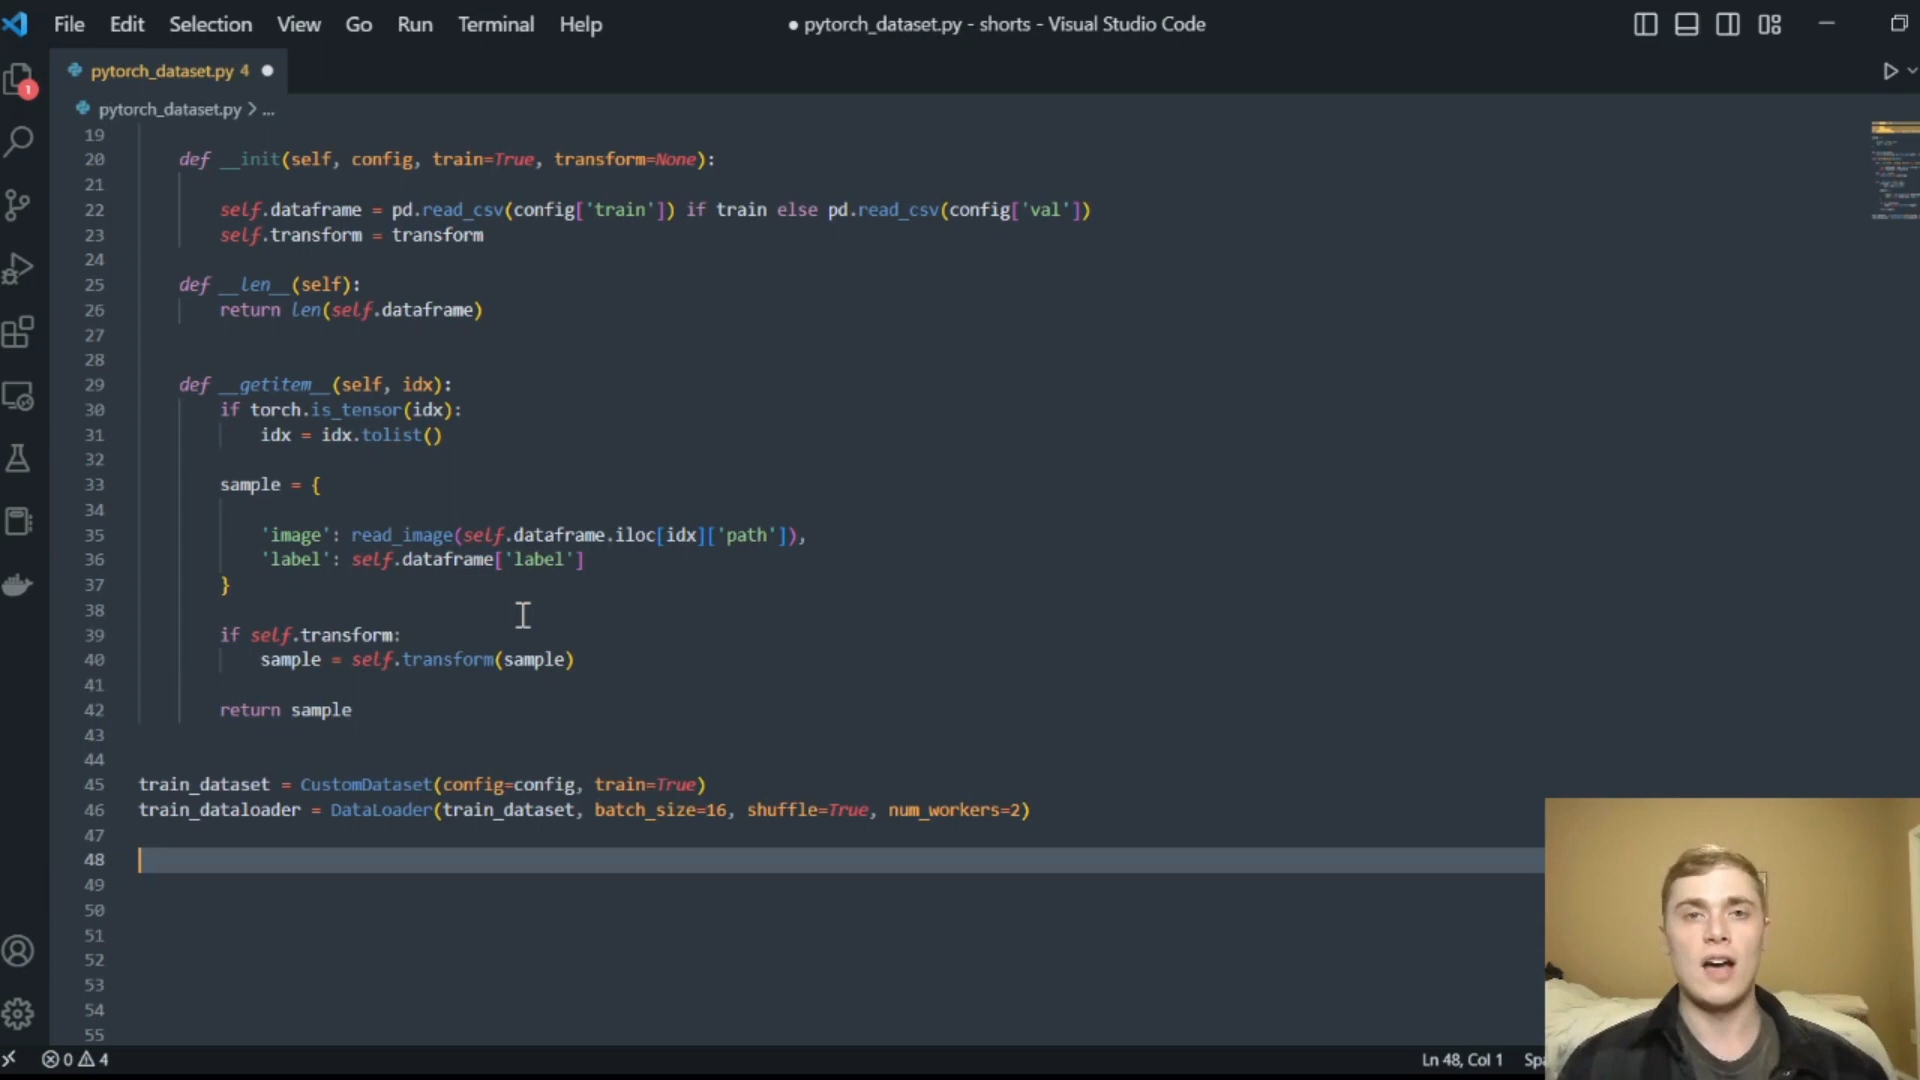 File Edit Selection View Go Run Terminal Help
● pytorch_dataset.py - shorts - Visual Studio Code
pytorch_dataset.py 4 ●
1
pytorch_dataset.py > ...
19
20 def __init(self, config, train=True, transform=None):
21
22 self.dataframe = pd.read_csv(config['train']) if train else pd.read_csv(config['val'])
23 self.transform = transform
24
25 def __len__(self):
26 return len(self.dataframe)
27
28
29 def __getitem__(self, idx):
30 if torch.is_tensor(idx):
31 idx = idx.tolist()
32
33 sample = {
34
35 'image': read_image(self.dataframe.iloc[idx]['path']),
36 'label': self.dataframe['label']
37 }
38
39 if self.transform:
40 sample = self.transform(sample)
41
42 return sample
43
44
45 train_dataset = CustomDataset(config=config, train=True)
46 train_dataloader = DataLoader(train_dataset, batch_size=16, shuffle=True, num_workers=2)
47
48
49
50
51
52
53
54
55
0 4
Ln 48, Col 1